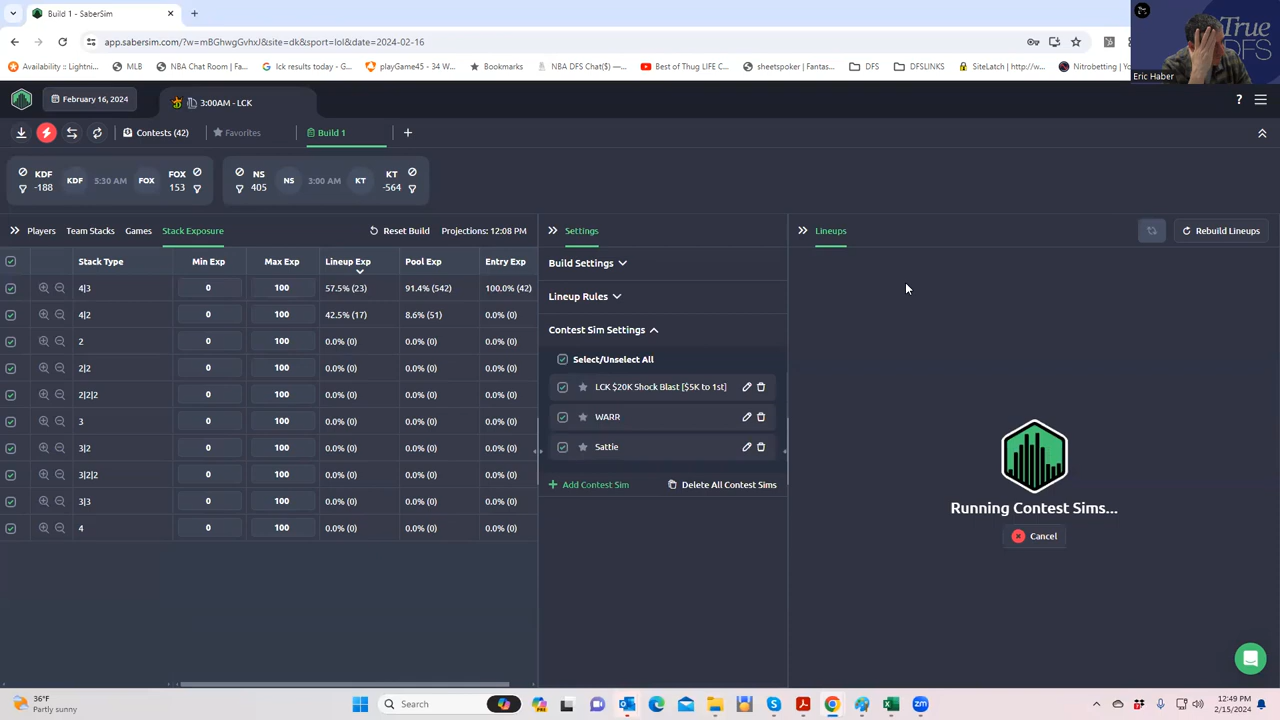 Build 1 - SaberSim
app.sabersim.com/?w=mBGhwgGvhxJ&site=dk&sport=lol&date=2024-02-16
Availability :: Lightni... MLB NBA Chat Room | Fa... lck results today - G... playGame45 - 37.7K... Bookmarks NBA DFS Chat($) —... Best of Thug LIFE C... sheetspoker | Fantas... DFS DFSLINKS SiteLatch | http://w... Nitrobetting | Your...
True DFS
Eric Haber
February 16, 2024 3:00AM - LCK
Contests (42) Favorites Build 1
KDF -188 KDF 5:30 AM FOX FOX 153
NS 405 NS 3:00 AM KT KT -564
Players Team Stacks Games Stack Exposure Reset Build Projections: 12:08 PM
Stack Type Min Exp Max Exp Lineup Exp Pool Exp Entry Exp
4|3 0 100 57.5% (23) 91.4% (542) 100.0% (42)
4|2 0 100 42.5% (17) 8.6% (51) 0.0% (0)
2 0 100 0.0% (0) 0.0% (0) 0.0% (0)
2|2 0 100 0.0% (0) 0.0% (0) 0.0% (0)
2|2|2 0 100 0.0% (0) 0.0% (0) 0.0% (0)
3 0 100 0.0% (0) 0.0% (0) 0.0% (0)
3|2 0 100 0.0% (0) 0.0% (0) 0.0% (0)
3|2|2 0 100 0.0% (0) 0.0% (0) 0.0% (0)
3|3 0 100 0.0% (0) 0.0% (0) 0.0% (0)
4 0 100 0.0% (0) 0.0% (0) 0.0% (0)
Settings
Build Settings
Lineup Rules
Contest Sim Settings
Select/Unselect All
LCK $20K Shock Blast [$5K to 1st]
WARR
Sattie
Add Contest Sim Delete All Contest Sims
Lineups Rebuild Lineups
Running Contest Sims...
Cancel
36°F
Partly sunny
Search
12:49 PM
2/15/2024